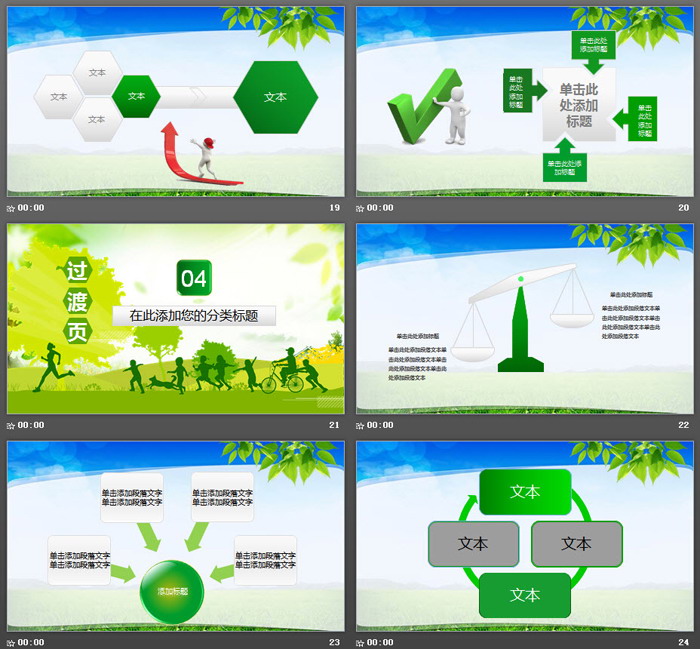 文本
文本
文本
文本
文本
00:00
19
单击此处
添加标题
单击
此处
添加
标题
单击此
处添加
标题
单击
此处
添加
标题
单击此处添
加标题
00:00
20
过
渡
页
04
在此添加您的分类标题
00:00
21
单击此处添加标题
单击此处添加段落文本单
击此处添加段落文本单击
此处添加段落文本单击此
处添加段落文本
单击此处添加标题
单击此处添加段落文本单
击此处添加段落文本单击
此处添加段落文本单击此
处添加段落文本
00:00
22
单击添加段落文字
单击添加段落文字
单击添加段落文字
单击添加段落文字
单击添加段落文字
单击添加段落文字
单击添加段落文字
单击添加段落文字
添加标题
00:00
23
文本
文本
文本
文本
00:00
24